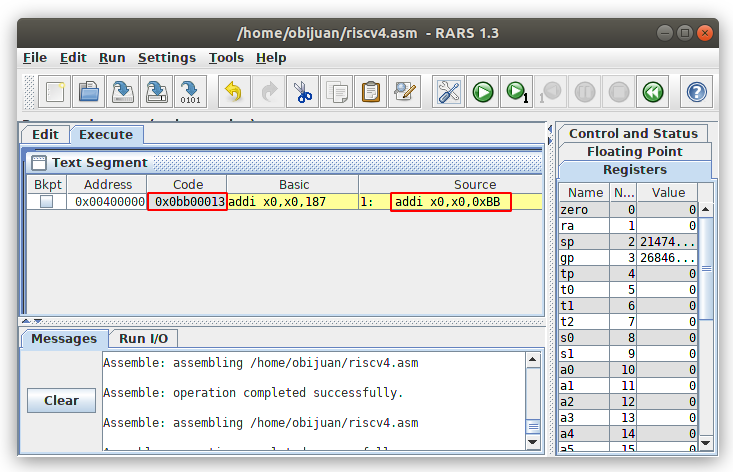 /home/obijuan/riscv4.asm - RARS 1.3
File Edit Run Settings Tools Help
0101 1 1
Edit Execute
Text Segment
Bkpt Address Code Basic Source
0x00400000 0x0bb00013 addi x0,x0,187 1: addi x0,x0,0xBB
Messages Run I/O
Clear
Assemble: assembling /home/obijuan/riscv4.asm
Assemble: operation completed successfully.
Assemble: assembling /home/obijuan/riscv4.asm
Control and Status
Floating Point
Registers
Name N... Value
zero 0 0
ra 1 0
sp 2 21474...
gp 3 26846...
tp 4 0
t0 5 0
t1 6 0
t2 7 0
s0 8 0
s1 9 0
a0 10 0
a1 11 0
a2 12 0
a3 13 0
a4 14 0
a5 15 0